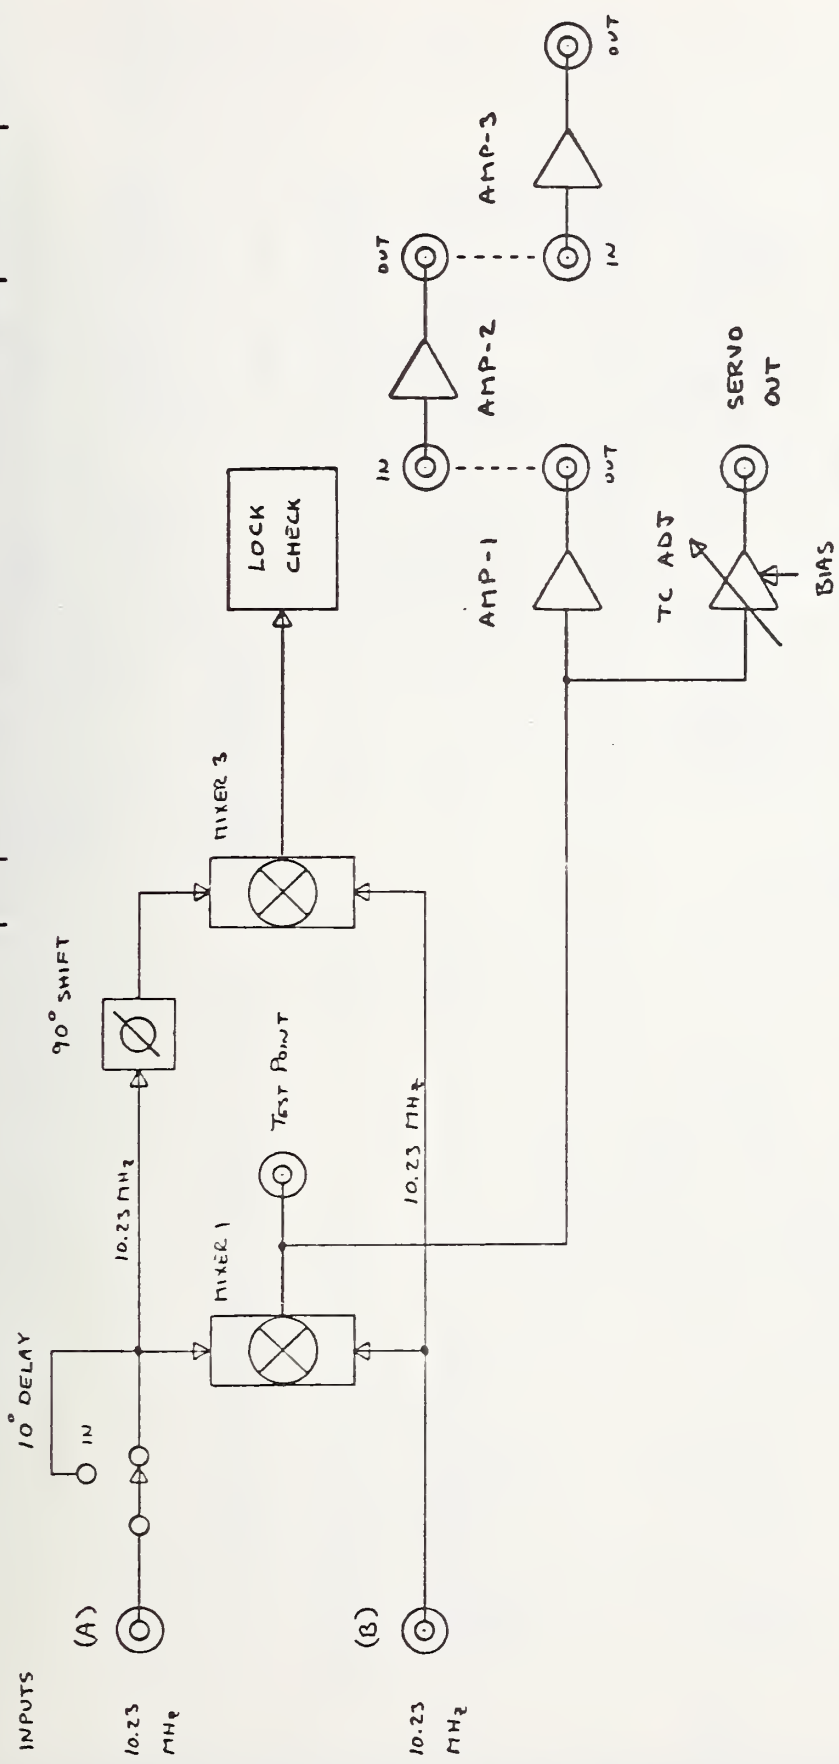 INPUTS
(A)
10.23
MHz
10° DELAY
IN
10.23 MHz
90° SHIFT
MIXER 1
TEST POINT
MIXER 3
LOCK
CHECK
(B)
10.23
MHz
10.23 MHz
IN
AMP-2
OUT
AMP-1
OUT
IN
AMP-3
OUT
TC ADJ
BIAS
SERVO
OUT